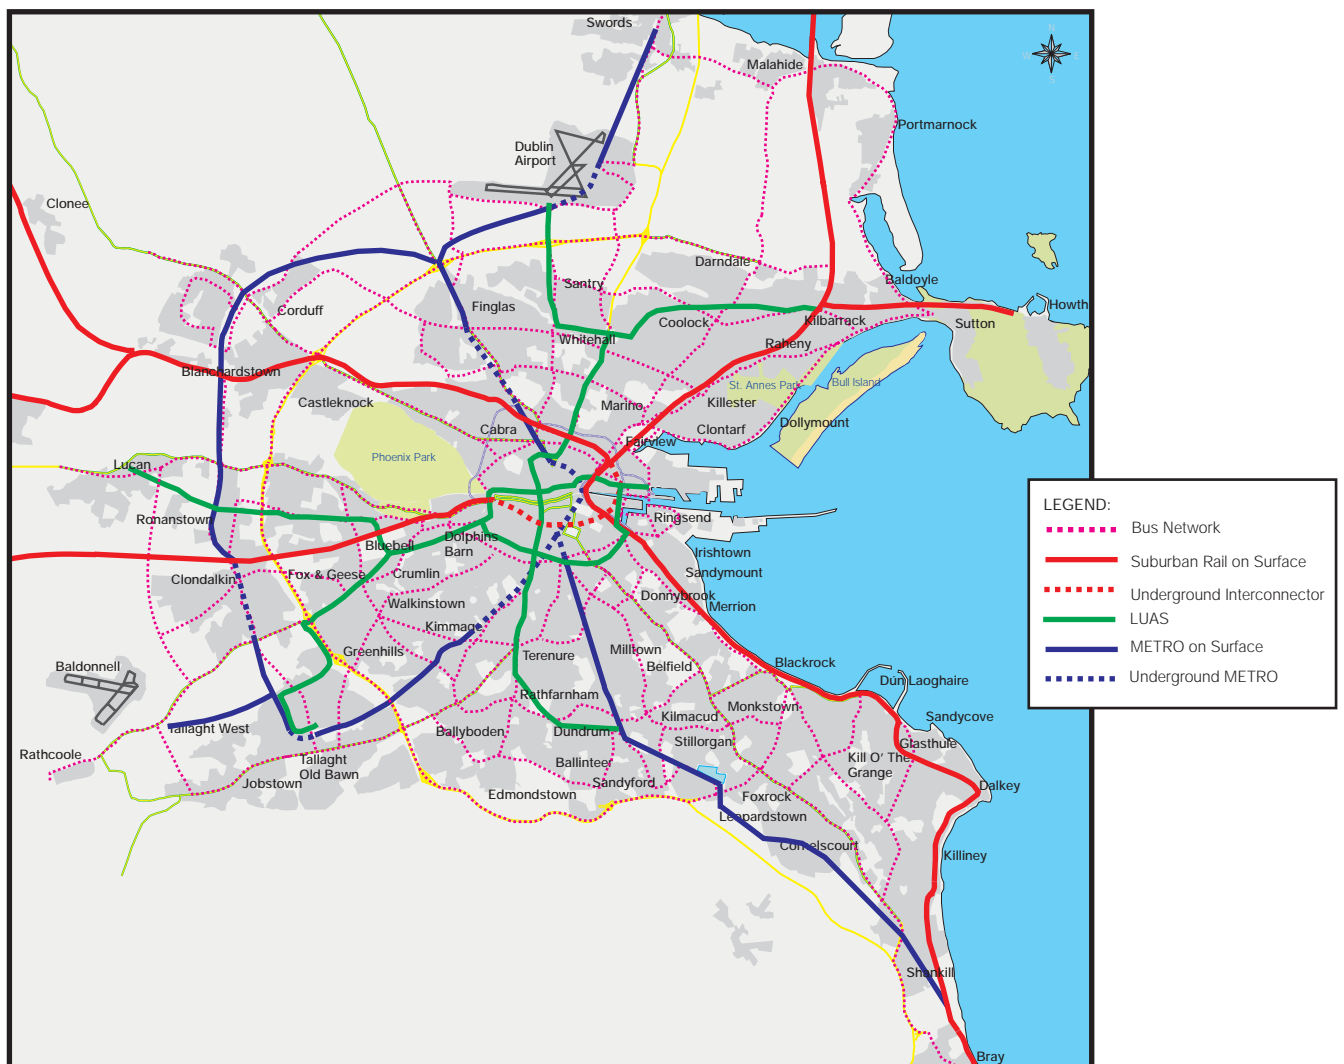 Swords
Malahide
N
W
E
S
Portmarnock
Dublin
Airport
Clonee
Darndale
Baldoyle
Santry
Howth
Corduff
Finglas
Coolock
Kilbarrack
Sutton
Whitehall
Raheny
Blanchardstown
St. Annes Park
Bull Island
Castleknock
Marino
Killester
Dollymount
Cabra
Clontarf
Fairview
Phoenix Park
Lucan
Ronanstown
Ringsend
Dolphins
Barn
Bluebell
Irishtown
Clondalkin
Fox & Geese
Crumlin
Sandymount
Donnybrook
Merrion
Walkinstown
Kimmage
Greenhills
Terenure
Milltown
Belfield
Blackrock
Baldonnell
Dún Laoghaire
Rathfarnham
Monkstown
Kilmacud
Sandycove
Tallaght West
Ballyboden
Dundrum
Stillorgan
Glasthule
Rathcoole
Kill O' The
Grange
Tallaght
Old Bawn
Ballinteer
Jobstown
Sandyford
Dalkey
Edmondstown
Foxrock
Leopardstown
Cornelscourt
Killiney
Shankill
Bray
LEGEND:
Bus Network
Suburban Rail on Surface
Underground Interconnector
LUAS
METRO on Surface
Underground METRO